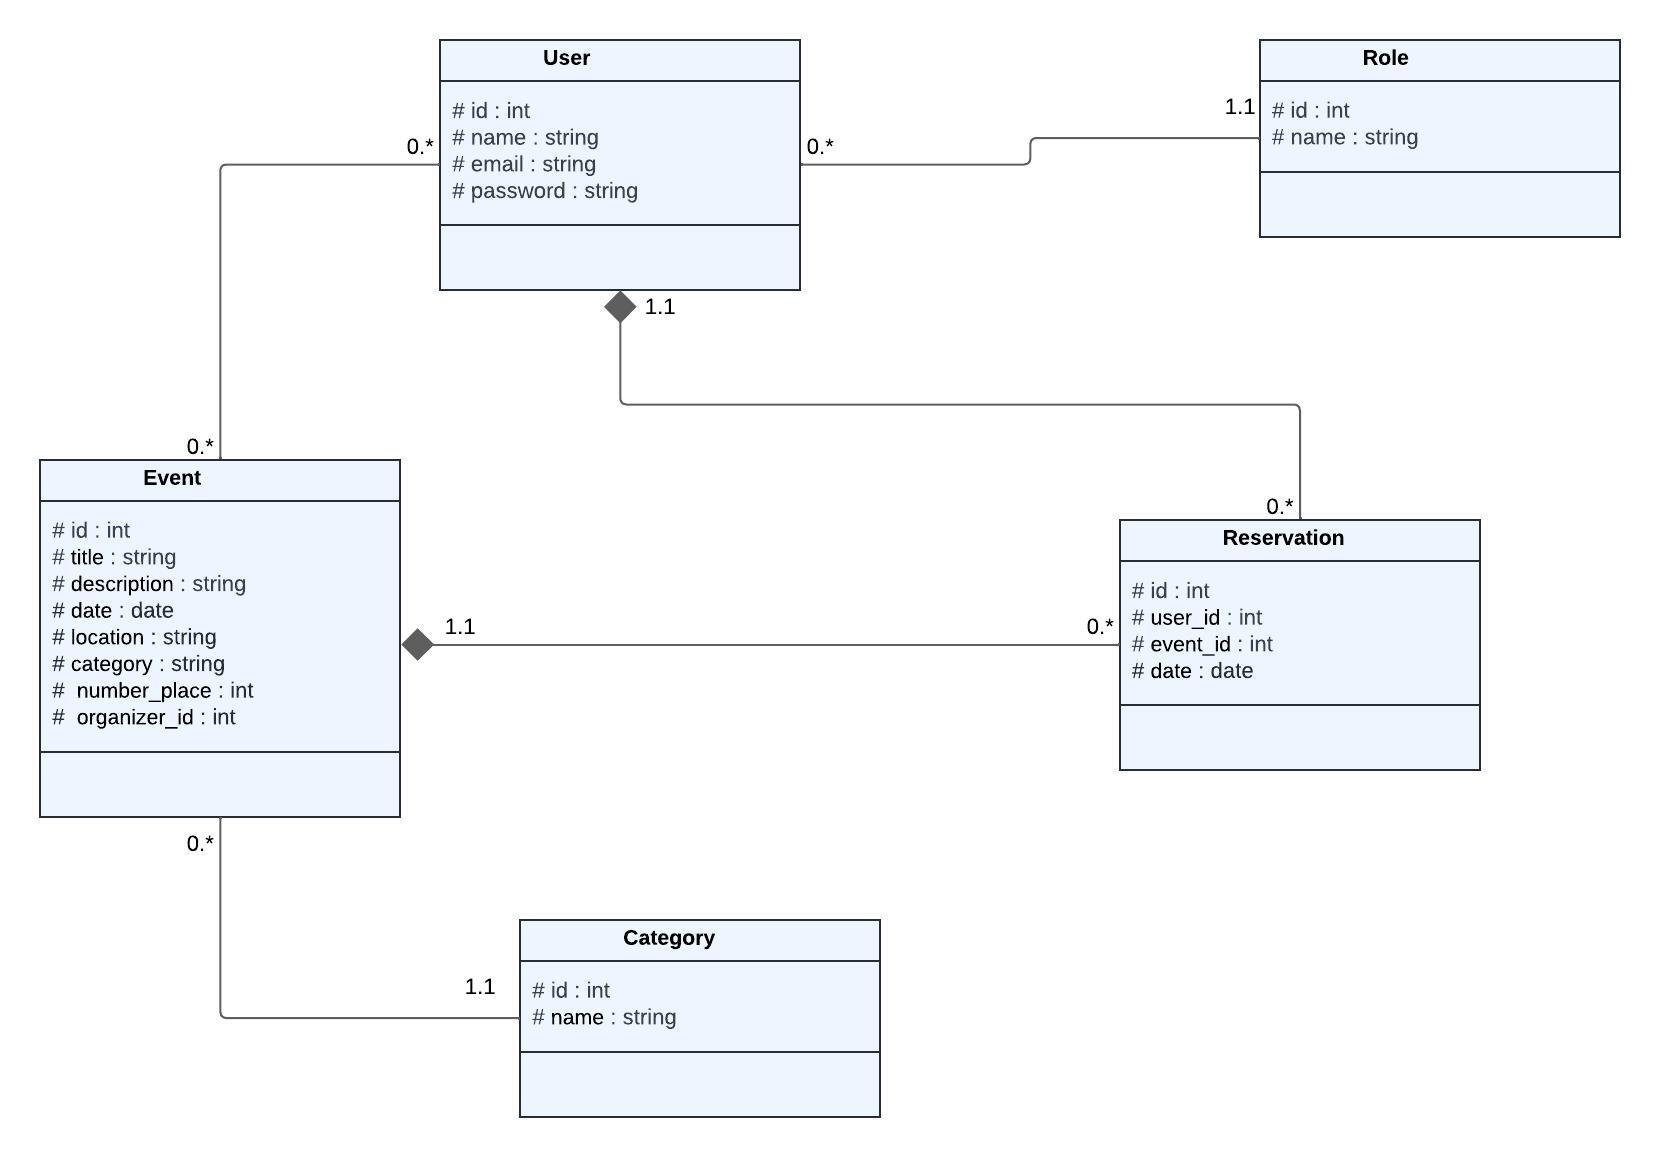 User
# id : int
# name : string
# email : string
# password : string
Role
# id : int
# name : string
1.1
0.*
0.*
1.1
0.*
0.*
Event
# id : int
# title : string
# description : string
# date : date
# location : string
# category : string
#  number_place : int
#  organizer_id : int
1.1
0.*
Reservation
# id : int
# user_id : int
# event_id : int
# date : date
0.*
1.1
Category
# id : int
# name : string